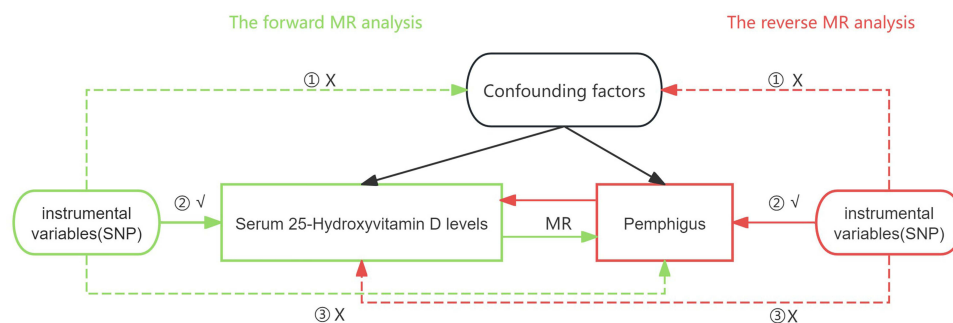 The forward MR analysis
The reverse MR analysis
① X
① X
Confounding factors
② √
② √
instrumental
variables(SNP)
Serum 25-Hydroxyvitamin D levels
MR
Pemphigus
instrumental
variables(SNP)
③ X
③X